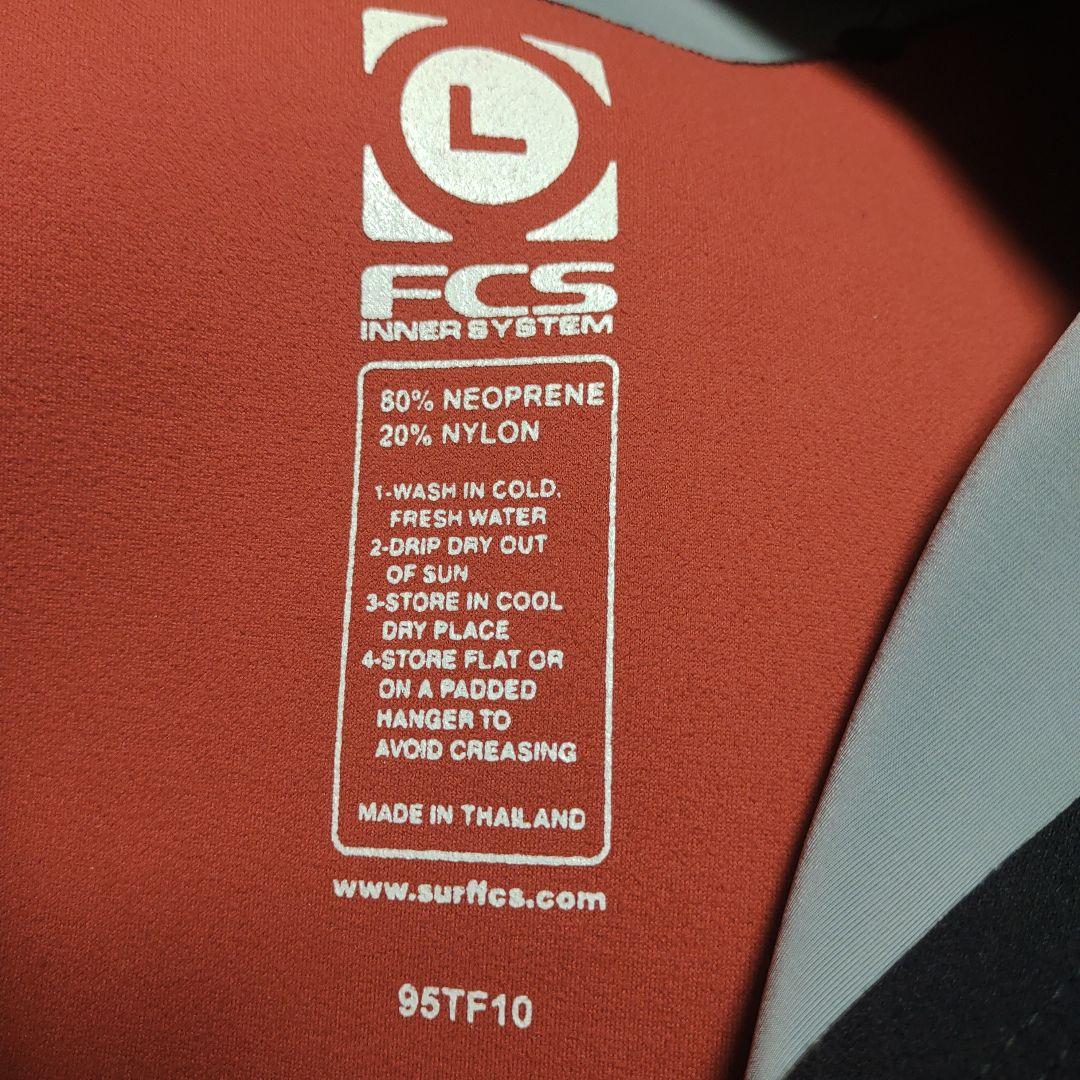 L
FCS
INNER SYSTEM
80% NEOPRENE
20% NYLON
1-WASH IN COLD,
FRESH WATER
2-DRIP DRY OUT
OF SUN
3-STORE IN COOL
DRY PLACE
4-STORE FLAT OR
ON A PADDED
HANGER TO
AVOID CREASING
MADE IN THAILAND
www.surffcs.com
95TF10